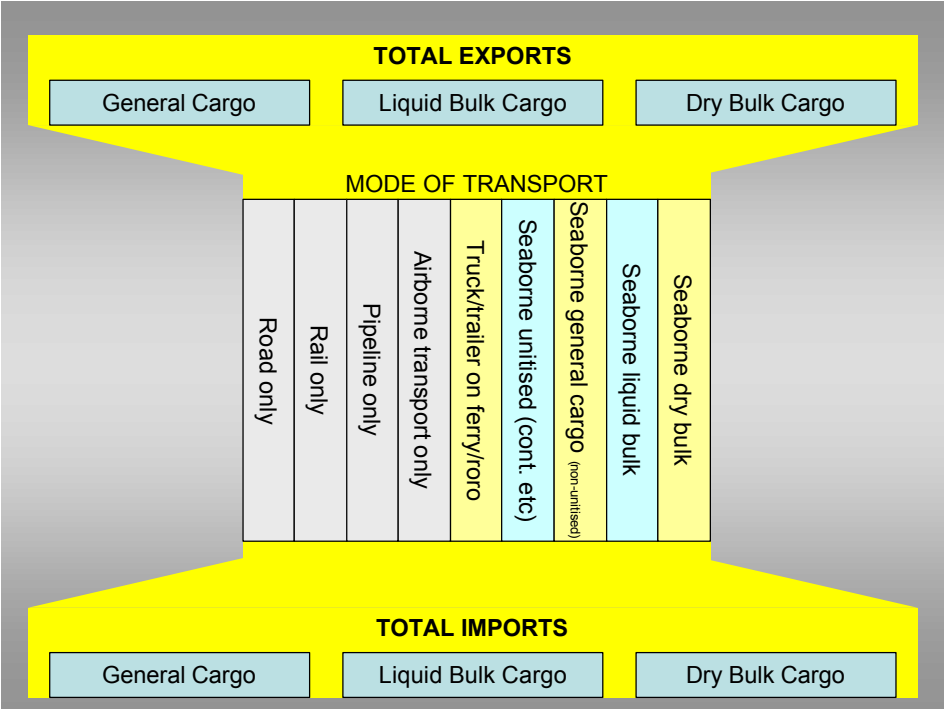 TOTAL EXPORTS
General Cargo
Liquid Bulk Cargo
Dry Bulk Cargo
MODE OF TRANSPORT
Road only
Rail only
Pipeline only
Airborne transport only
Truck/trailer on ferry/roro
Seaborne unitised (cont. etc)
Seaborne general cargo (non-unitised)
Seaborne liquid bulk
Seaborne dry bulk
TOTAL IMPORTS
General Cargo
Liquid Bulk Cargo
Dry Bulk Cargo